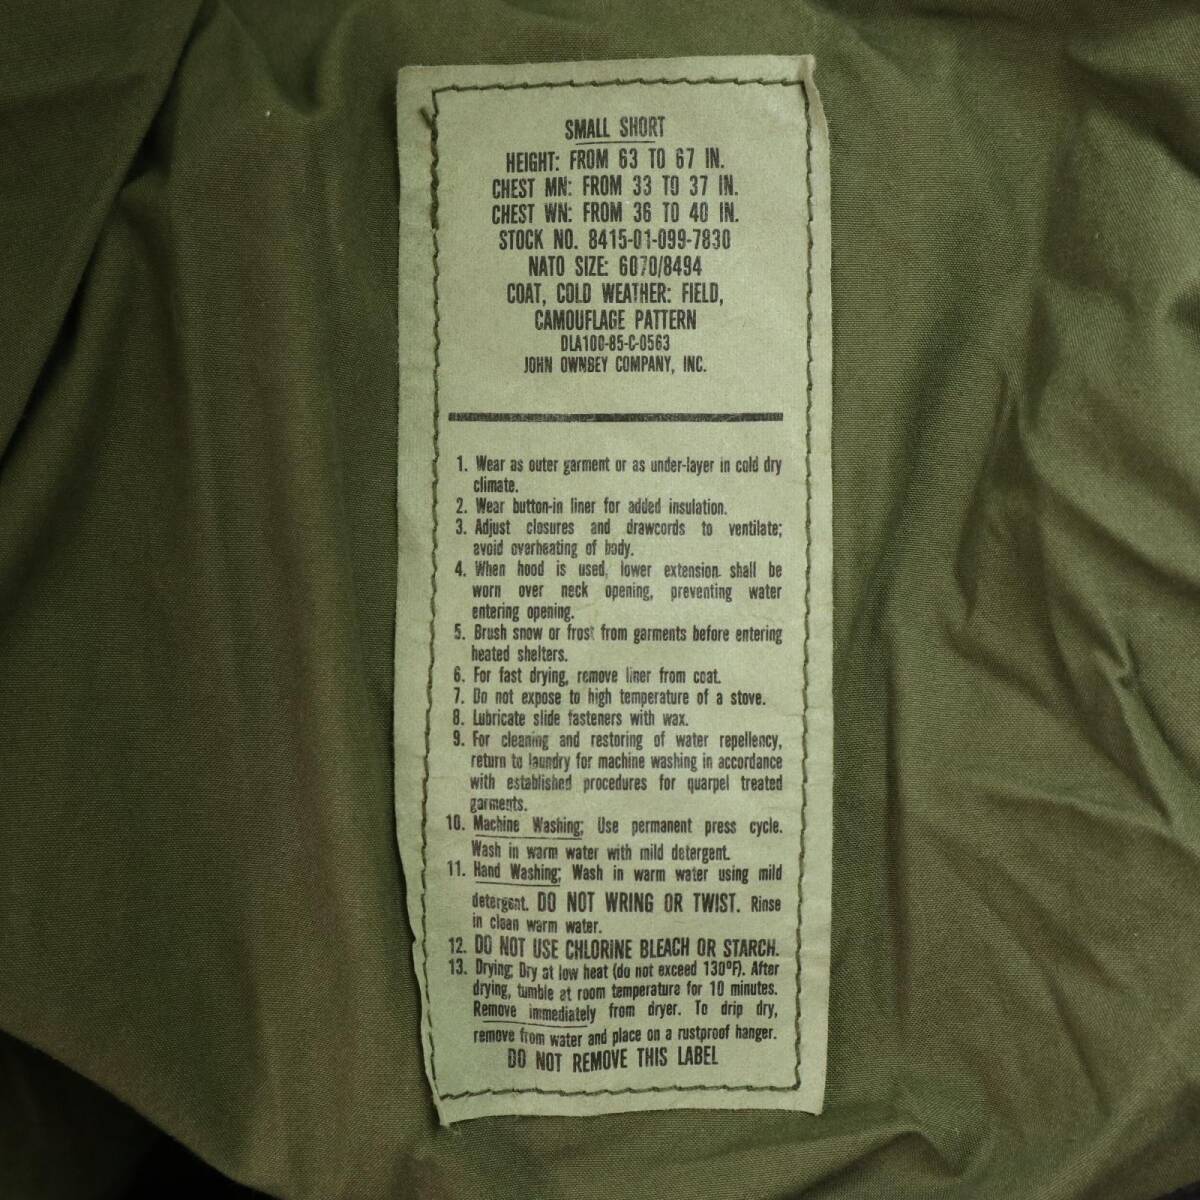 SMALL SHORT
HEIGHT: FROM 63 TO 67 IN.
CHEST MN: FROM 33 TO 37 IN.
CHEST WN: FROM 36 TO 40 IN.
STOCK NO. 8415-01-099-7830
NATO SIZE: 6070/8494
COAT, COLD WEATHER: FIELD,
CAMOUFLAGE PATTERN
DLA100-85-C-0563
JOHN OWNBEY COMPANY, INC.
1. Wear as outer garment or as under-layer in cold dry
climate.
2. Wear button-in liner for added insulation.
3. Adjust closures and drawcords to ventilate;
avoid overheating of body.
4. When hood is used, lower extension shall be
worn over neck opening, preventing water
entering opening.
5. Brush snow or frost from garments before entering
heated shelters.
6. For fast drying, remove liner from coat.
7. Do not expose to high temperature of a stove.
8. Lubricate slide fasteners with wax.
9. For cleaning and restoring of water repellency,
return to laundry for machine washing in accordance
with established procedures for quarpel treated
garments.
10. Machine Washing; Use permanent press cycle.
Wash in warm water with mild detergent.
11. Hand Washing; Wash in warm water using mild
detergent. DO NOT WRING OR TWIST. Rinse
in clean warm water.
12. DO NOT USE CHLORINE BLEACH OR STARCH.
13. Drying; Dry at low heat (do not exceed 130°F). After
drying, tumble at room temperature for 10 minutes.
Remove immediately from dryer. To drip dry,
remove from water and place on a rustproof hanger.
DO NOT REMOVE THIS LABEL